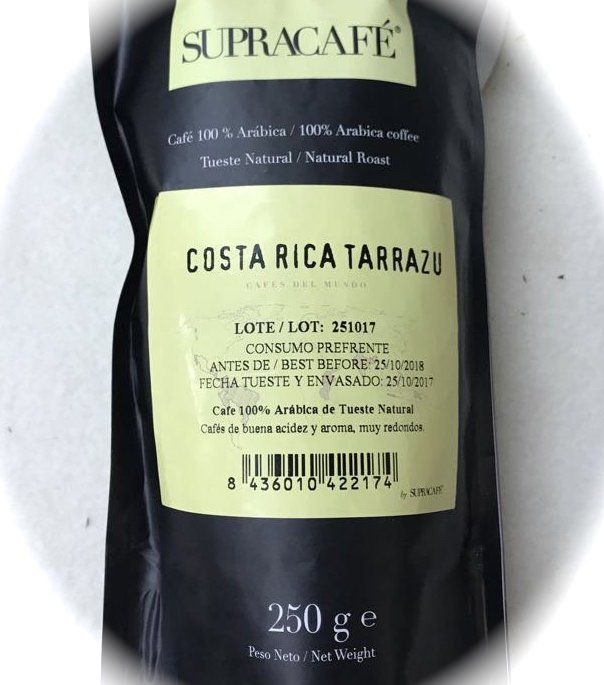 SUPRACAFÉ®
Café 100 % Arábica / 100% Arabica coffee
Tueste Natural / Natural Roast
COSTA RICA TARRAZU
CAFÉS DEL MUNDO
LOTE / LOT: 251017
CONSUMO PREFRENTE
ANTES DE / BEST BEFORE: 25/10/2018
FECHA TUESTE Y ENVASADO: 25/10/2017
Cafe 100% Arábica de Tueste Natural
Cafés de buena acidez y aroma, muy redondos.
8 436010 422174
by SUPRACAFÉ
250 g e
Peso Neto / Net Weight